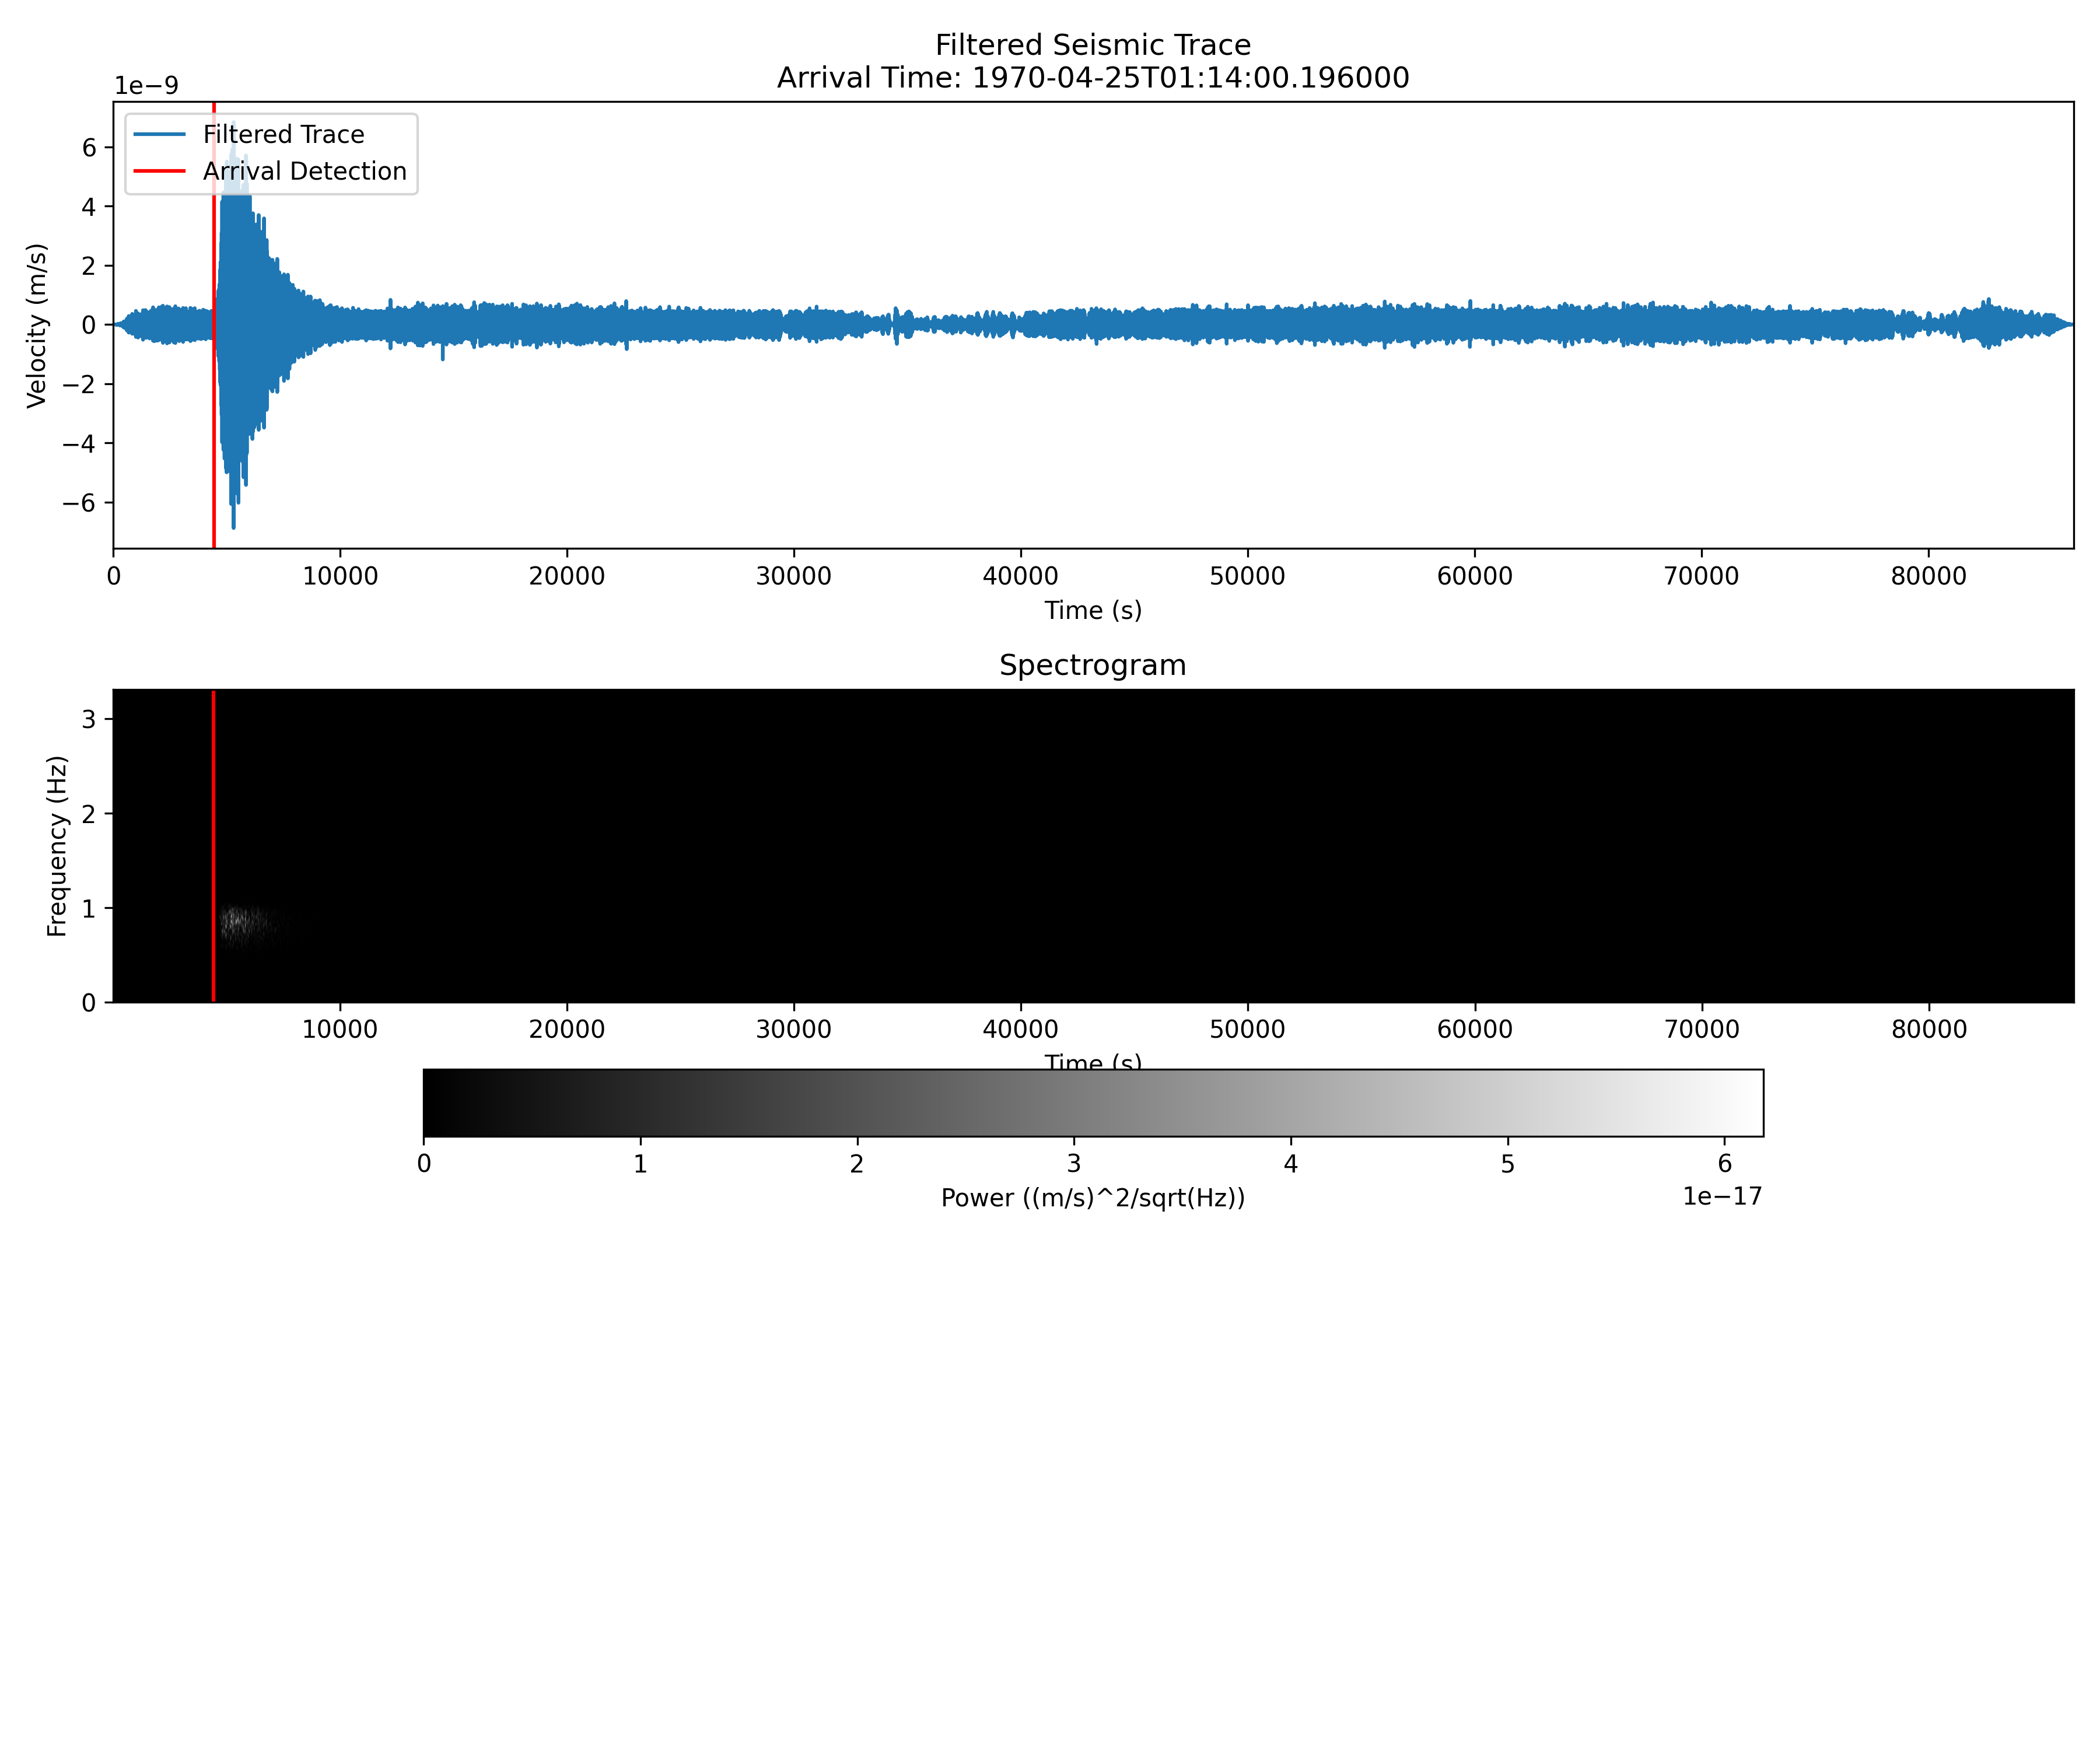 Filtered Seismic Trace
Arrival Time: 1970-04-25T01:14:00.196000
1e−9
Filtered Trace
Arrival Detection
Velocity (m/s)
6
4
2
0
−2
−4
−6
0 10000 20000 30000 40000 50000 60000 70000 80000
Time (s)
Spectrogram
Frequency (Hz)
3
2
1
0
10000 20000 30000 40000 50000 60000 70000 80000
Time (s)
0 1 2 3 4 5 6
Power ((m/s)^2/sqrt(Hz))
1e−17